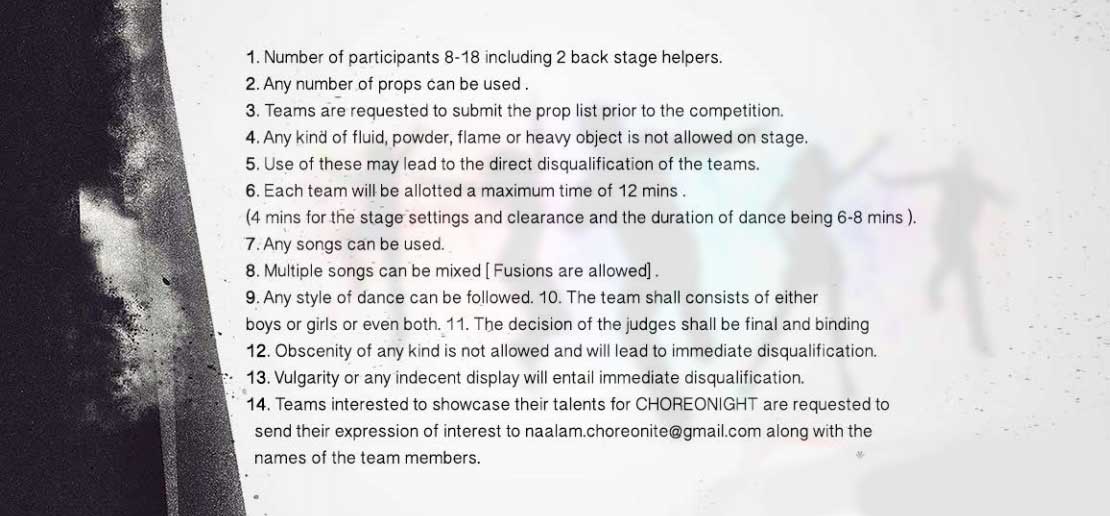 1. Number of participants 8-18 including 2 back stage helpers.
2. Any number of props can be used .
3. Teams are requested to submit the prop list prior to the competition.
4. Any kind of fluid, powder, flame or heavy object is not allowed on stage.
5. Use of these may lead to the direct disqualification of the teams.
6. Each team will be allotted a maximum time of 12 mins .
(4 mins for the stage settings and clearance and the duration of dance being 6-8 mins ).
7. Any songs can be used.
8. Multiple songs can be mixed [ Fusions are allowed] .
9. Any style of dance can be followed. 10. The team shall consists of either
boys or girls or even both. 11. The decision of the judges shall be final and binding
12. Obscenity of any kind is not allowed and will lead to immediate disqualification.
13. Vulgarity or any indecent display will entail immediate disqualification.
14. Teams interested to showcase their talents for CHOREONIGHT are requested to
send their expression of interest to naalam.choreonite@gmail.com along with the
names of the team members.